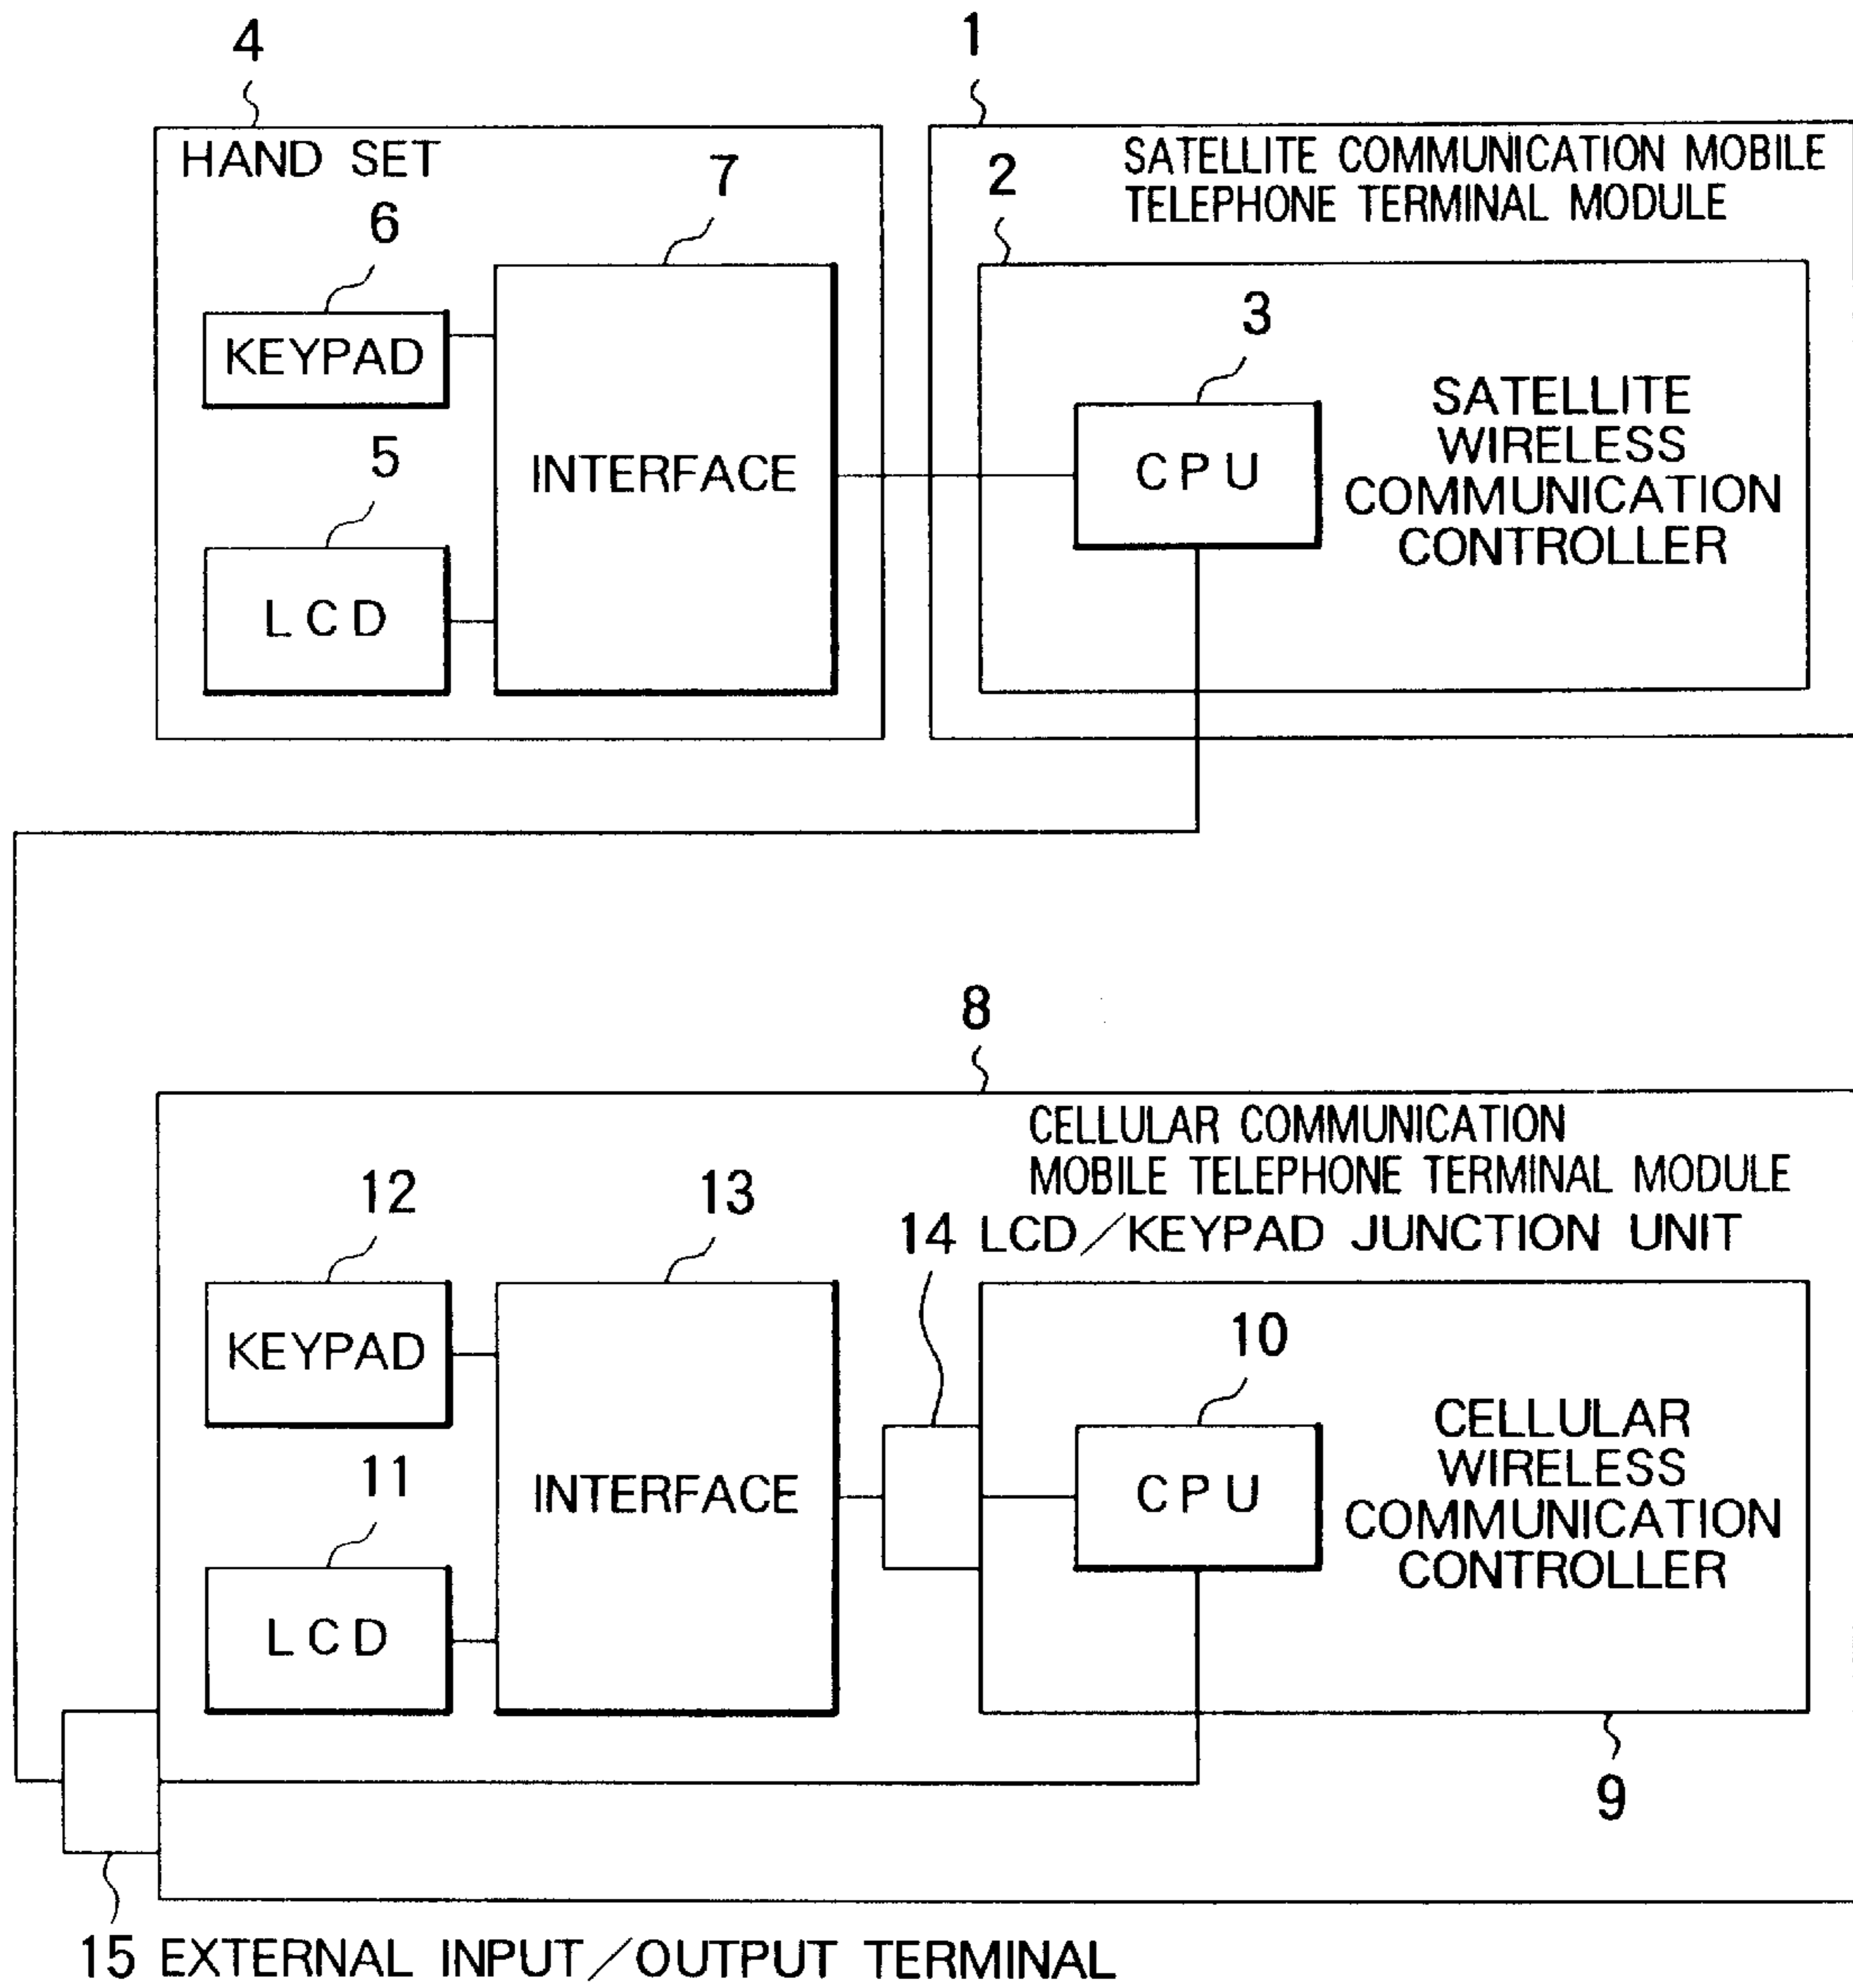 4
1
HAND SET
7
2
SATELLITE COMMUNICATION MOBILE
TELEPHONE TERMINAL MODULE
6
KEYPAD
3
5
INTERFACE
CPU
SATELLITE
WIRELESS
COMMUNICATION
CONTROLLER
LCD
8
CELLULAR COMMUNICATION
MOBILE TELEPHONE TERMINAL MODULE
12
13
14 LCD/KEYPAD JUNCTION UNIT
KEYPAD
10
11
INTERFACE
CPU
CELLULAR
WIRELESS
COMMUNICATION
CONTROLLER
LCD
9
15 EXTERNAL INPUT/OUTPUT TERMINAL